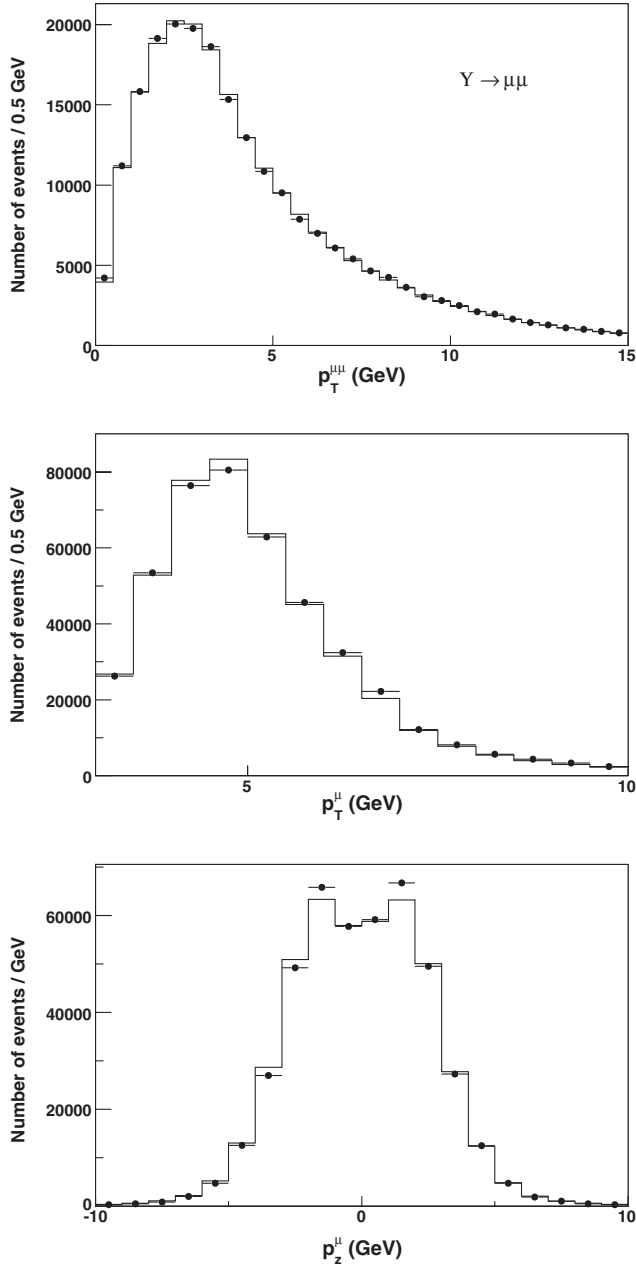 Number of events / 0.5 GeV
20000
15000
10000
5000
0
Υ → μμ
0 5 10 15
p_T^μμ (GeV)
Number of events / 0.5 GeV
80000
60000
40000
20000
0
5 10
p_T^μ (GeV)
Number of events / GeV
60000
40000
20000
0
-10 0 10
p_z^μ (GeV)